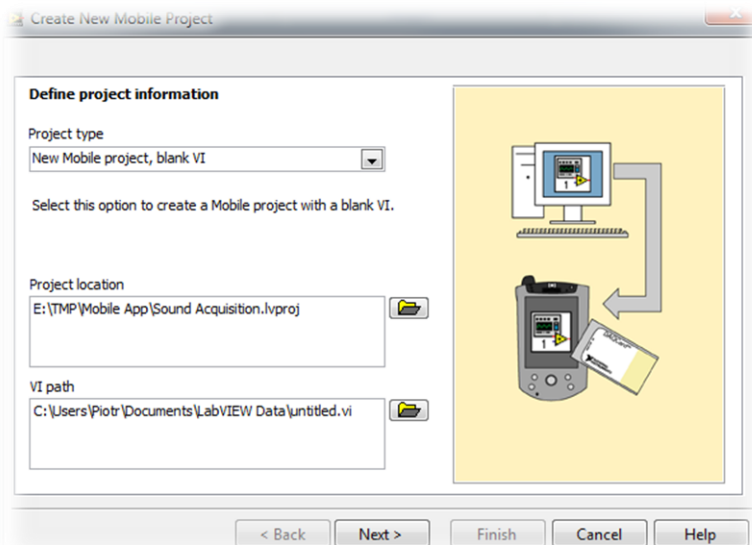 Create New Mobile Project
Define project information
Project type
New Mobile project, blank VI
Select this option to create a Mobile project with a blank VI.
Project location
E:\TMP\Mobile App\Sound Acquisition.lvproj
VI path
C:\Users\Piotr\Documents\LabVIEW Data\untitled.vi
1
1
< Back
Next >
Finish
Cancel
Help